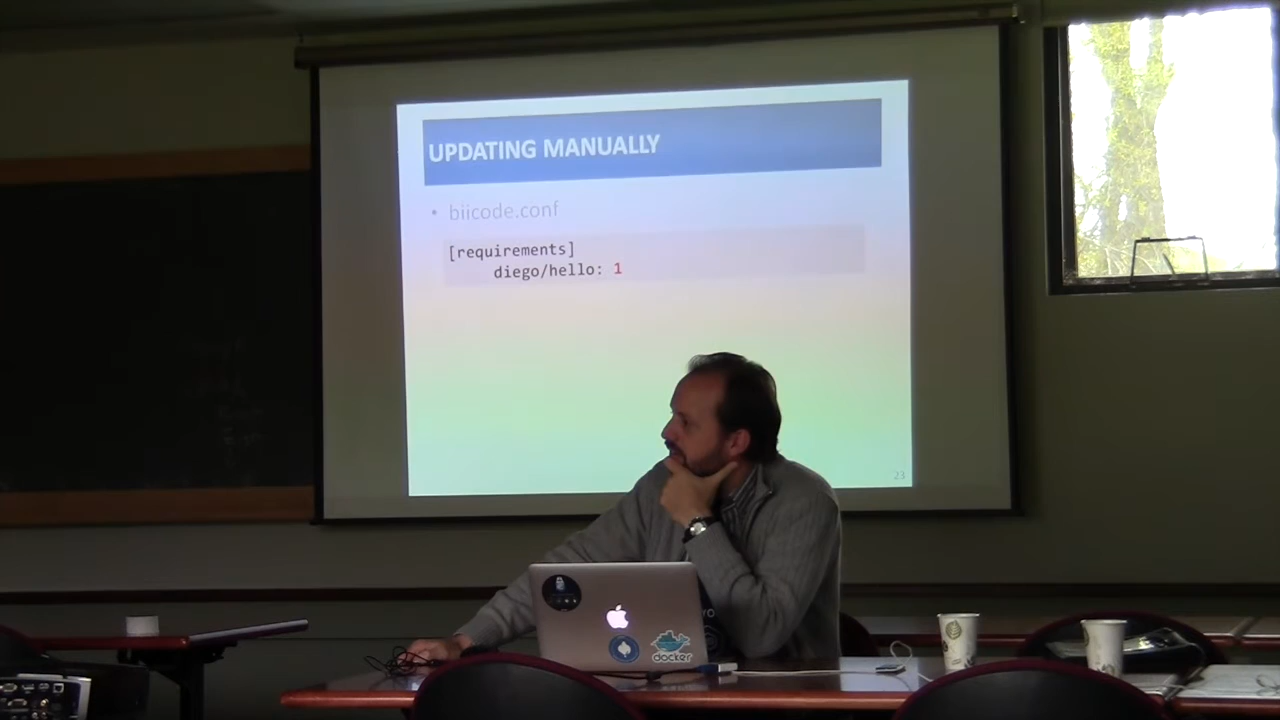 UPDATING MANUALLY
• biicode.conf
[requirements]
diego/hello: 1
23
docker